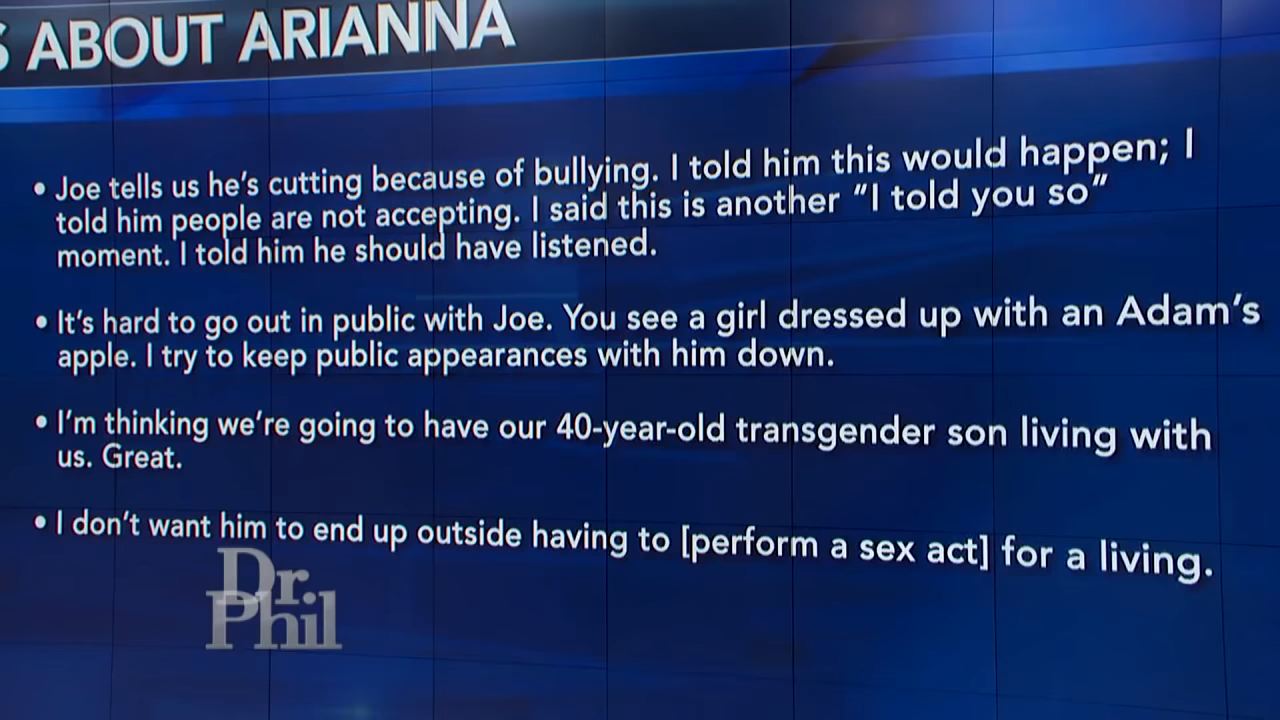 S ABOUT ARIANNA
• Joe tells us he's cutting because of bullying. I told him this would happen; I
told him people are not accepting. I said this is another “I told you so”
moment. I told him he should have listened.
• It's hard to go out in public with Joe. You see a girl dressed up with an Adam's
apple. I try to keep public appearances with him down.
• I'm thinking we're going to have our 40-year-old transgender son living with
us. Great.
• I don't want him to end up outside having to [perform a sex act] for a living.
Dr.
Phil